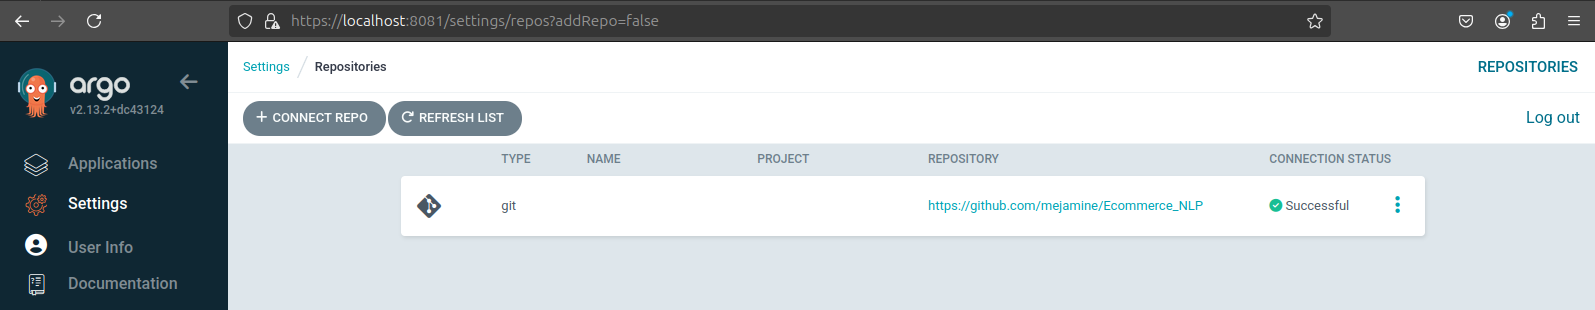 https://localhost:8081/settings/repos?addRepo=false
argo
v2.13.2+dc43124
Applications
Settings
User Info
Documentation
Settings / Repositories
REPOSITORIES
+ CONNECT REPO
REFRESH LIST
Log out
TYPE NAME PROJECT REPOSITORY CONNECTION STATUS
git https://github.com/mejamine/Ecommerce_NLP Successful